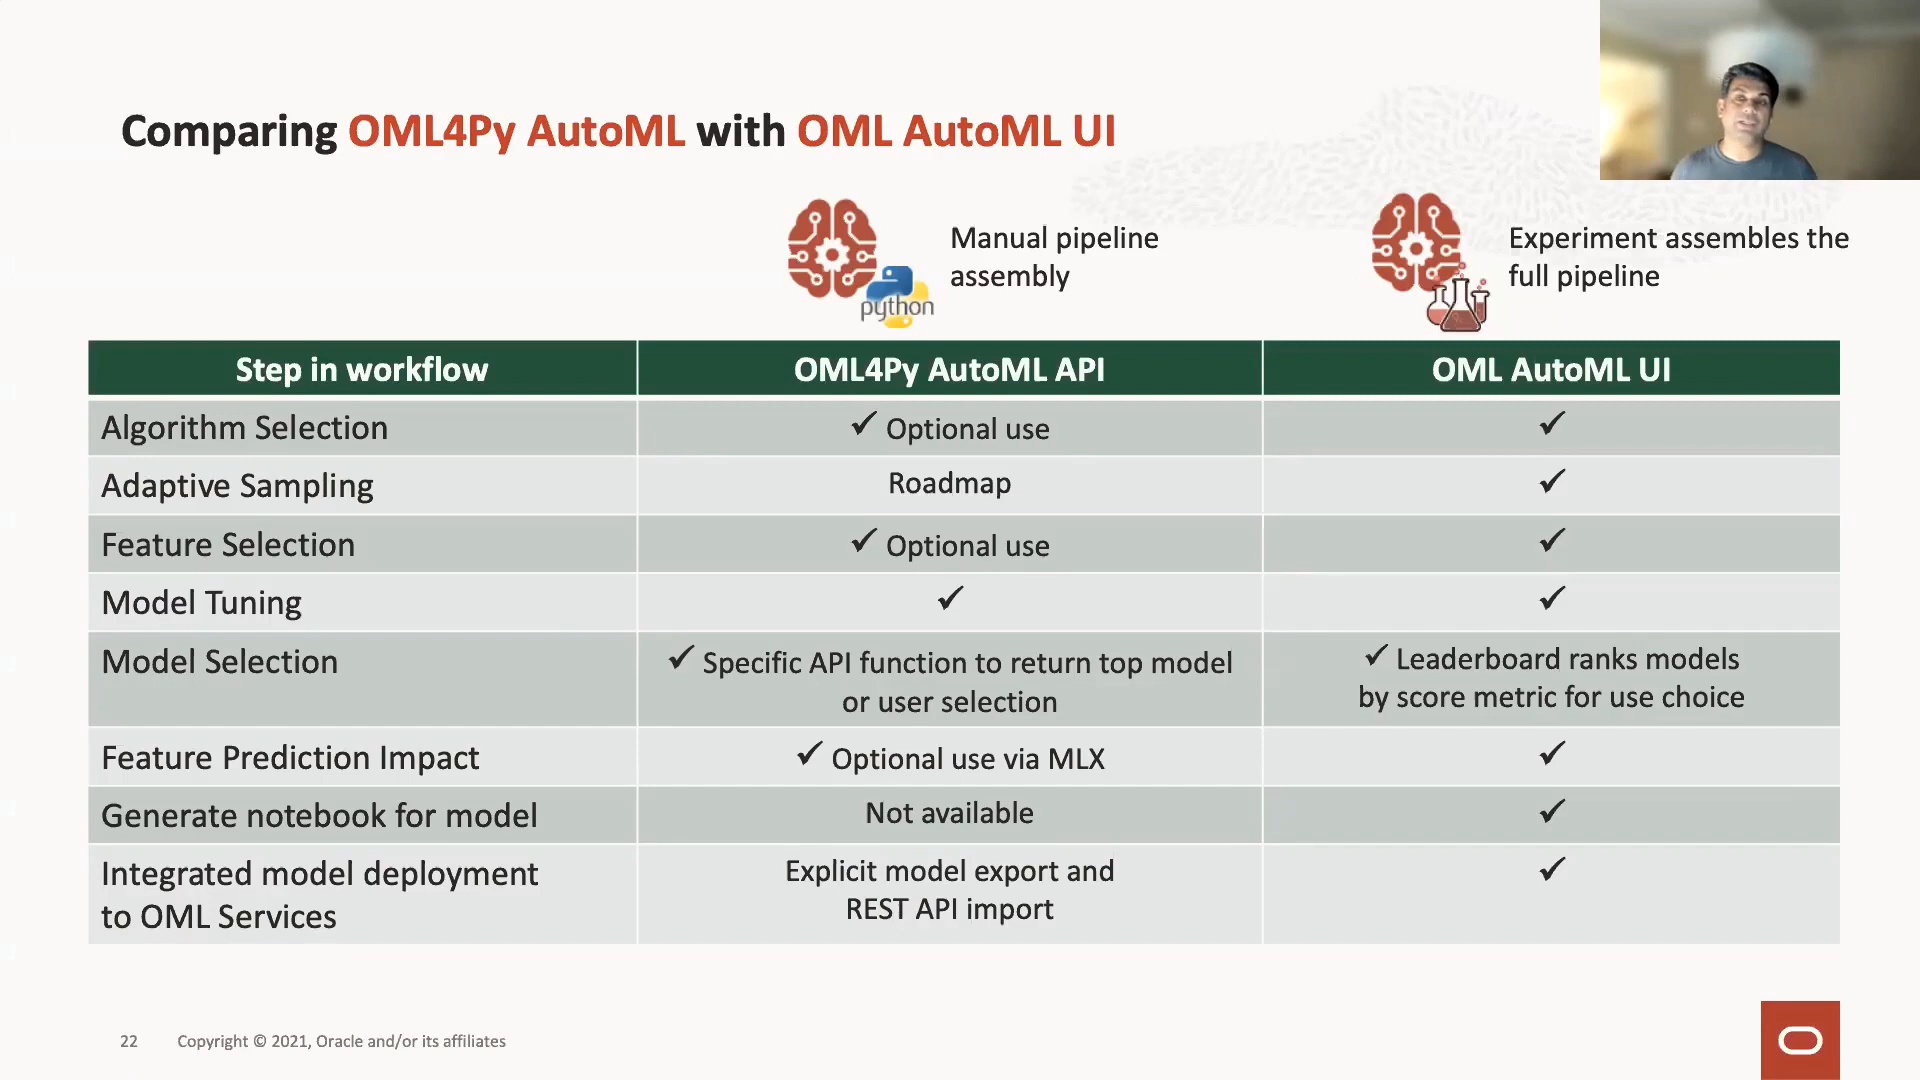 Comparing OML4Py AutoML with OML AutoML UI
Manual pipeline
assembly
python
Experiment assembles the
full pipeline
Step in workflow
OML4Py AutoML API
OML AutoML UI
Algorithm Selection
✓ Optional use
✓
Adaptive Sampling
Roadmap
✓
Feature Selection
✓ Optional use
✓
Model Tuning
✓
✓
Model Selection
✓ Specific API function to return top model
or user selection
✓ Leaderboard ranks models
by score metric for use choice
Feature Prediction Impact
✓ Optional use via MLX
✓
Generate notebook for model
Not available
✓
Integrated model deployment
to OML Services
Explicit model export and
REST API import
✓
22
Copyright © 2021, Oracle and/or its affiliates